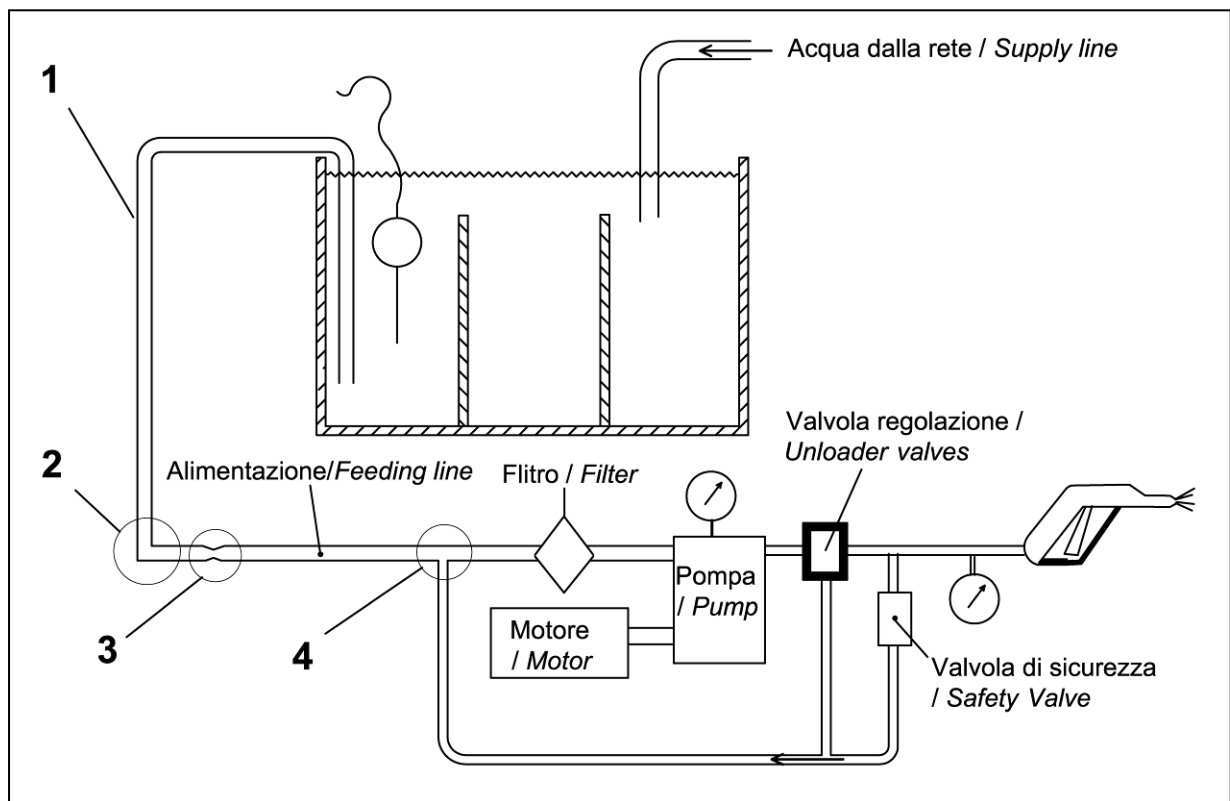 Acqua dalla rete / Supply line
1
Valvola regolazione /
Unloader valves
2
Alimentazione/Feeding line
Flitro / Filter
3
4
Pompa
/ Pump
Motore
/ Motor
Valvola di sicurezza
/ Safety Valve